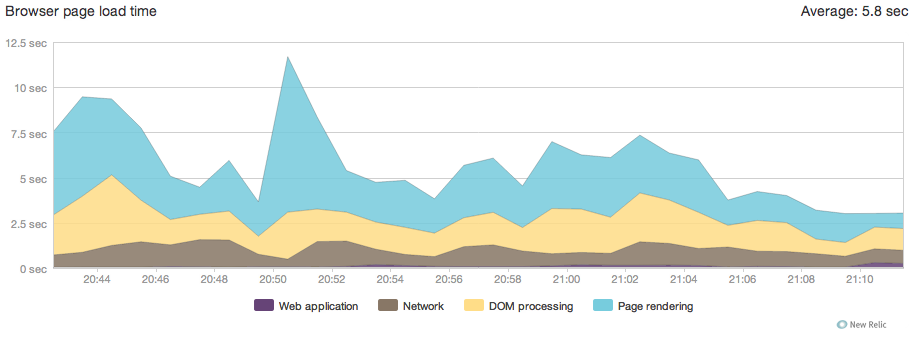 Browser page load time Average: 5.8 sec
12.5 sec
10 sec
7.5 sec
5 sec
2.5 sec
0 sec
20:44 20:46 20:48 20:50 20:52 20:54 20:56 20:58 21:00 21:02 21:04 21:06 21:08 21:10
Web application Network DOM processing Page rendering
New Relic